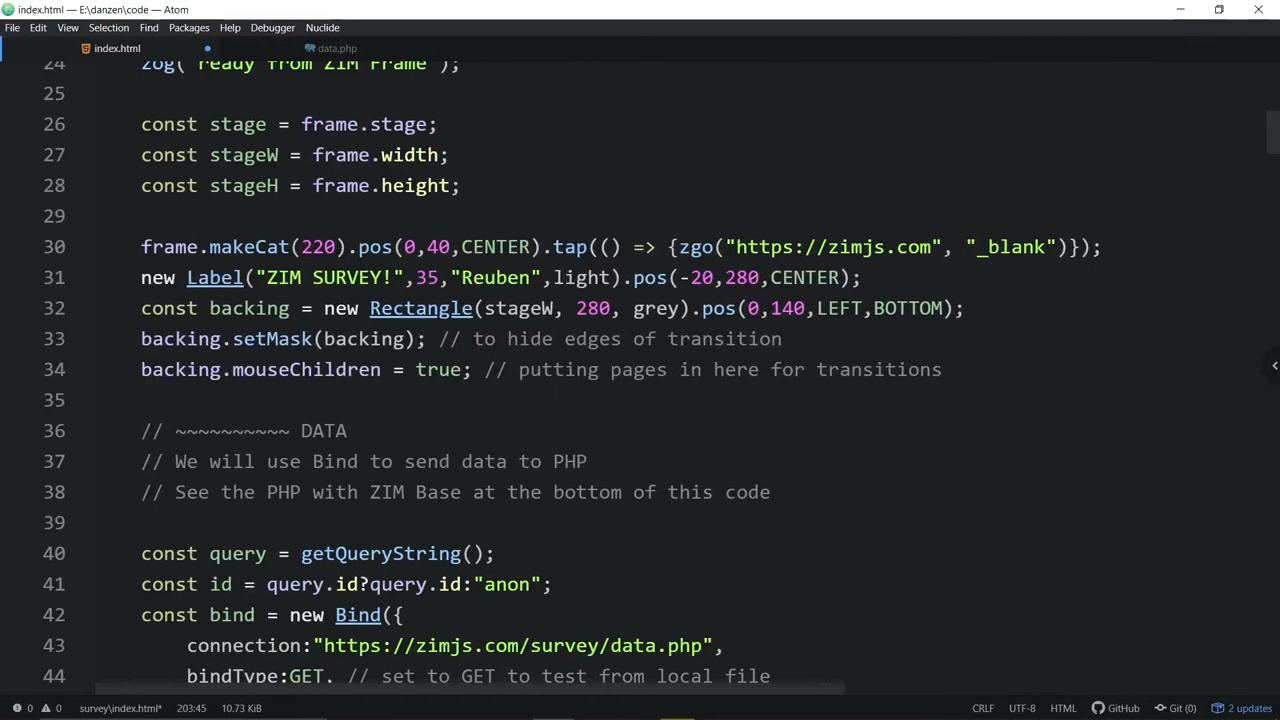 index.html — E:\danzen\code — Atom
File Edit View Selection Find Packages Help Debugger Nuclide
index.html data.php
24 zog("ready from ZIM Frame");
25
26 const stage = frame.stage;
27 const stageW = frame.width;
28 const stageH = frame.height;
29
30 frame.makeCat(220).pos(0,40,CENTER).tap(() => {zgo("https://zimjs.com", "_blank")});
31 new Label("ZIM SURVEY!",35,"Reuben",light).pos(-20,280,CENTER);
32 const backing = new Rectangle(stageW, 280, grey).pos(0,140,LEFT,BOTTOM);
33 backing.setMask(backing); // to hide edges of transition
34 backing.mouseChildren = true; // putting pages in here for transitions
35
36 // ~~~~~~~~~~ DATA
37 // We will use Bind to send data to PHP
38 // See the PHP with ZIM Base at the bottom of this code
39
40 const query = getQueryString();
41 const id = query.id?query.id:"anon";
42 const bind = new Bind({
43 connection:"https://zimjs.com/survey/data.php",
44 bindType:GET, // set to GET to test from local file
0 0 survey\index.html* 203:45 10.73 KiB CRLF UTF-8 HTML GitHub Git (0) 2 updates